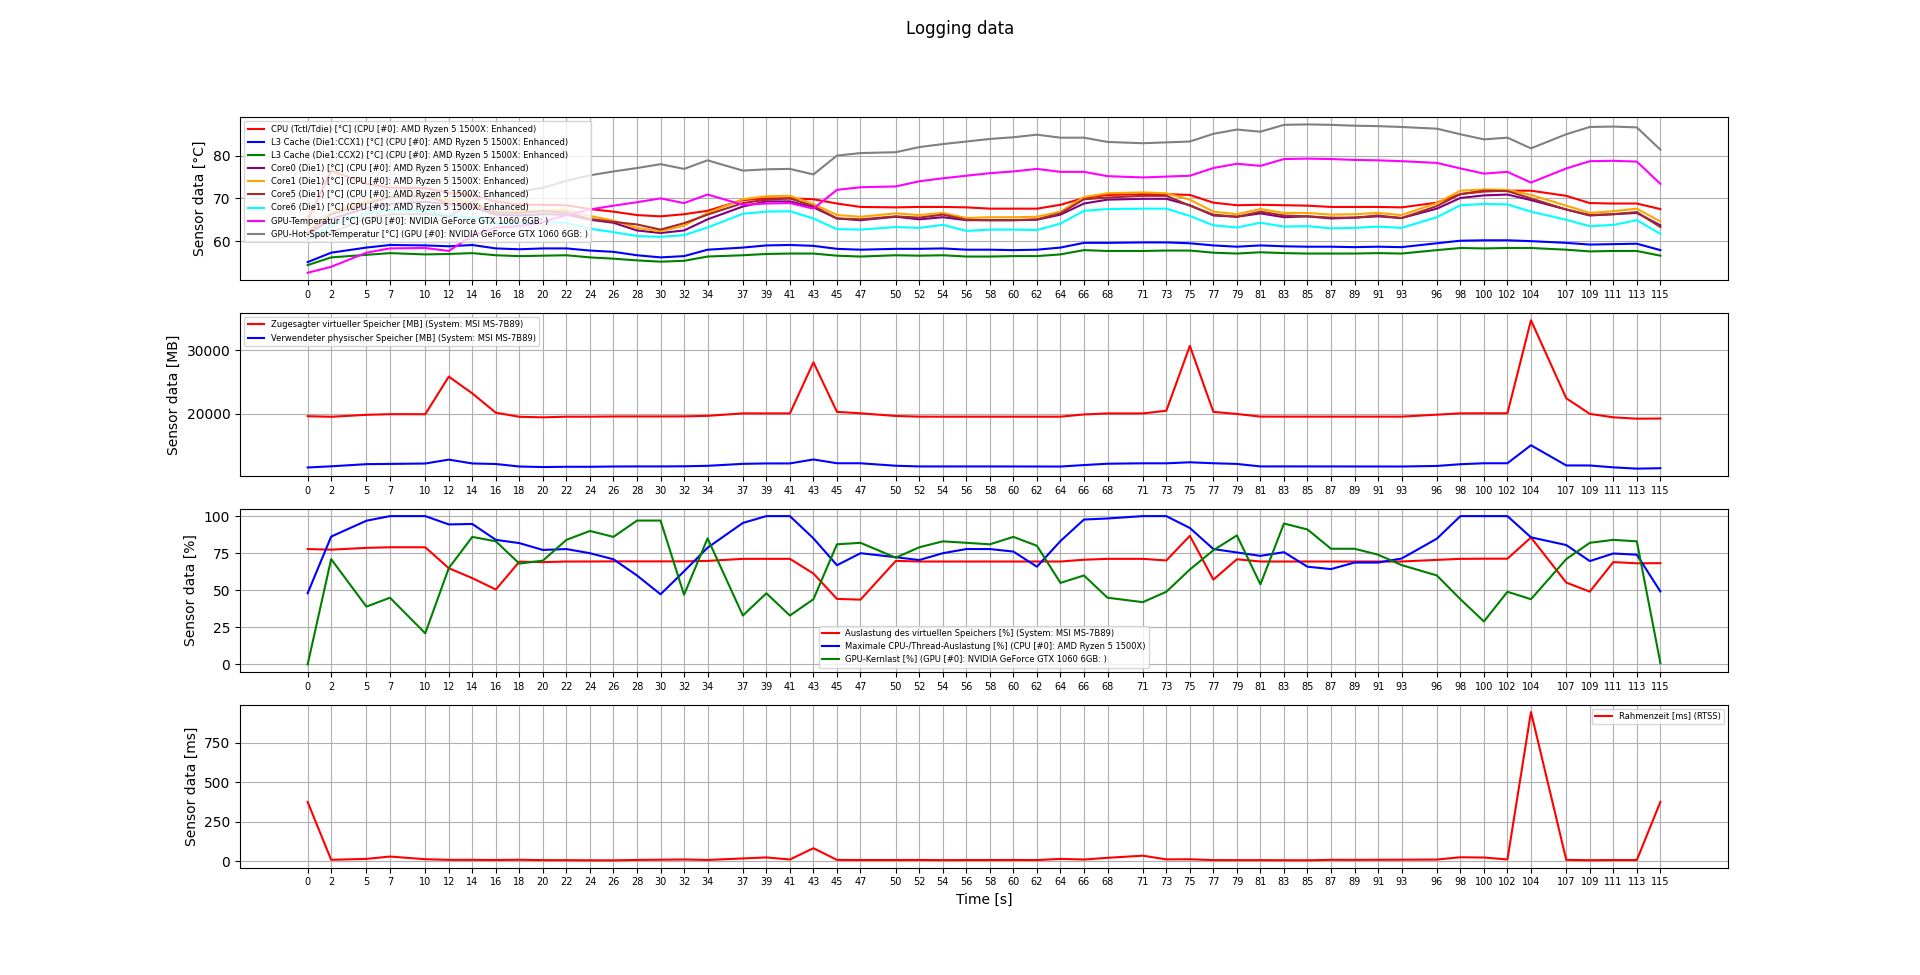 Logging data
Sensor data [°C]
80
70
60
CPU (Tctl/Tdie) [°C] (CPU [#0]: AMD Ryzen 5 1500X: Enhanced)
L3 Cache (Die1:CCX1) [°C] (CPU [#0]: AMD Ryzen 5 1500X: Enhanced)
L3 Cache (Die1:CCX2) [°C] (CPU [#0]: AMD Ryzen 5 1500X: Enhanced)
Core0 (Die1) [°C] (CPU [#0]: AMD Ryzen 5 1500X: Enhanced)
Core1 (Die1) [°C] (CPU [#0]: AMD Ryzen 5 1500X: Enhanced)
Core5 (Die1) [°C] (CPU [#0]: AMD Ryzen 5 1500X: Enhanced)
Core6 (Die1) [°C] (CPU [#0]: AMD Ryzen 5 1500X: Enhanced)
GPU-Temperatur [°C] (GPU [#0]: NVIDIA GeForce GTX 1060 6GB: )
GPU-Hot-Spot-Temperatur [°C] (GPU [#0]: NVIDIA GeForce GTX 1060 6GB: )
0 2 5 7 10 12 14 16 18 20 22 24 26 28 30 32 34 37 39 41 43 45 47 50 52 54 56 58 60 62 64 66 68 71 73 75 77 79 81 83 85 87 89 91 93 96 98 100 102 104 107 109 111 113 115
Sensor data [MB]
30000
20000
Zugesagter virtueller Speicher [MB] (System: MSI MS-7B89)
Verwendeter physischer Speicher [MB] (System: MSI MS-7B89)
0 2 5 7 10 12 14 16 18 20 22 24 26 28 30 32 34 37 39 41 43 45 47 50 52 54 56 58 60 62 64 66 68 71 73 75 77 79 81 83 85 87 89 91 93 96 98 100 102 104 107 109 111 113 115
Sensor data [%]
100
75
50
25
0
Auslastung des virtuellen Speichers [%] (System: MSI MS-7B89)
Maximale CPU-/Thread-Auslastung [%] (CPU [#0]: AMD Ryzen 5 1500X)
GPU-Kernlast [%] (GPU [#0]: NVIDIA GeForce GTX 1060 6GB: )
0 2 5 7 10 12 14 16 18 20 22 24 26 28 30 32 34 37 39 41 43 45 47 50 52 54 56 58 60 62 64 66 68 71 73 75 77 79 81 83 85 87 89 91 93 96 98 100 102 104 107 109 111 113 115
Sensor data [ms]
750
500
250
0
Rahmenzeit [ms] (RTSS)
0 2 5 7 10 12 14 16 18 20 22 24 26 28 30 32 34 37 39 41 43 45 47 50 52 54 56 58 60 62 64 66 68 71 73 75 77 79 81 83 85 87 89 91 93 96 98 100 102 104 107 109 111 113 115
Time [s]